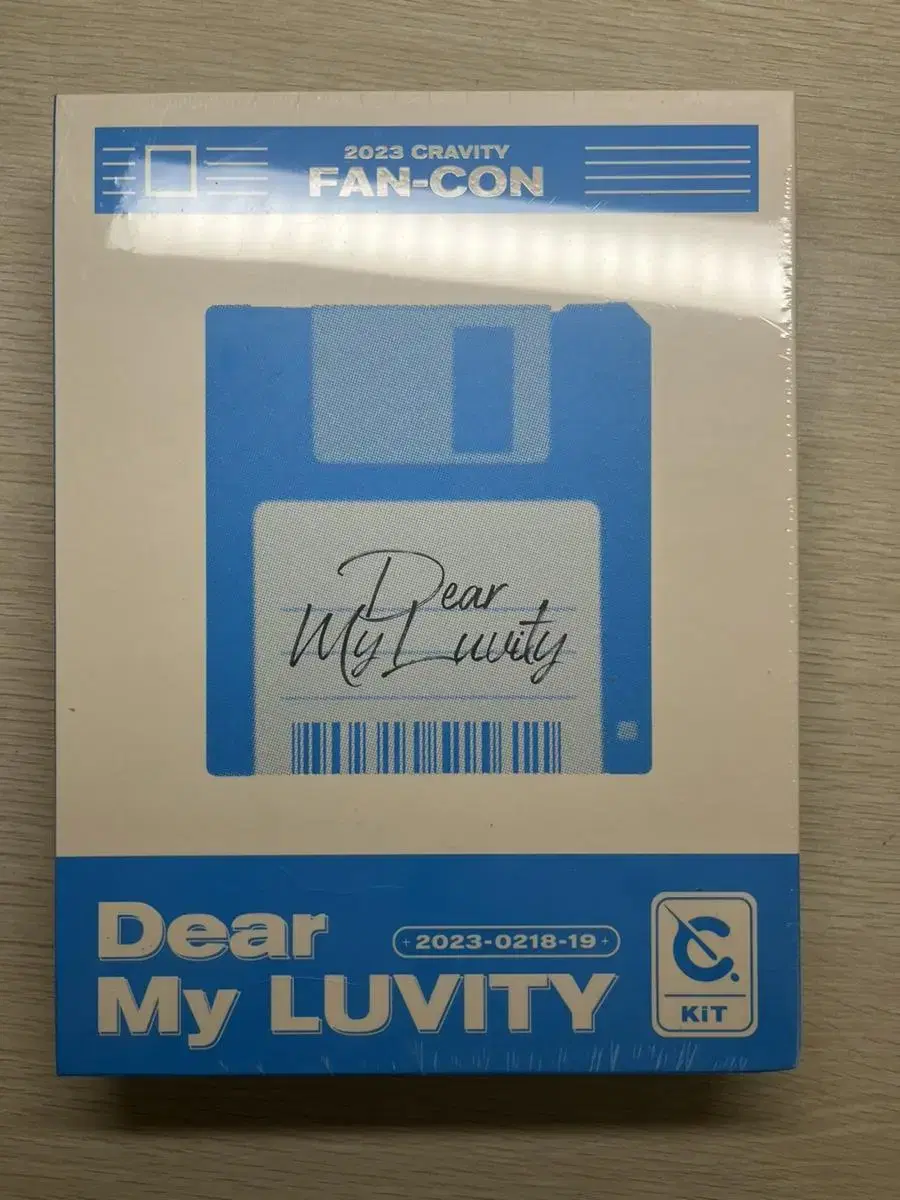 2023 CRAVITY
FAN-CON
Dear
My Luvity
Dear
+ 2023-0218-19 +
My LUVITY
C.
KiT